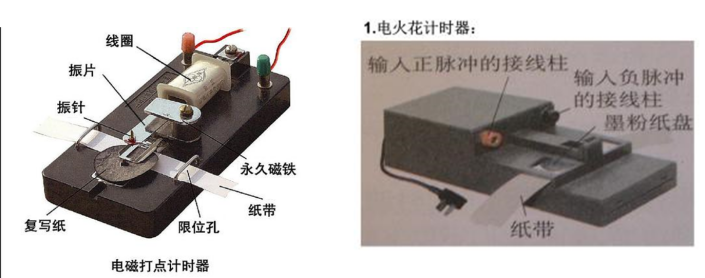 线圈
振片
振针
永久磁铁
纸带
复写纸
限位孔
电磁打点计时器
1.电火花计时器：
输入正脉冲的接线柱
输入负脉冲
的接线柱
墨粉纸盘
纸带